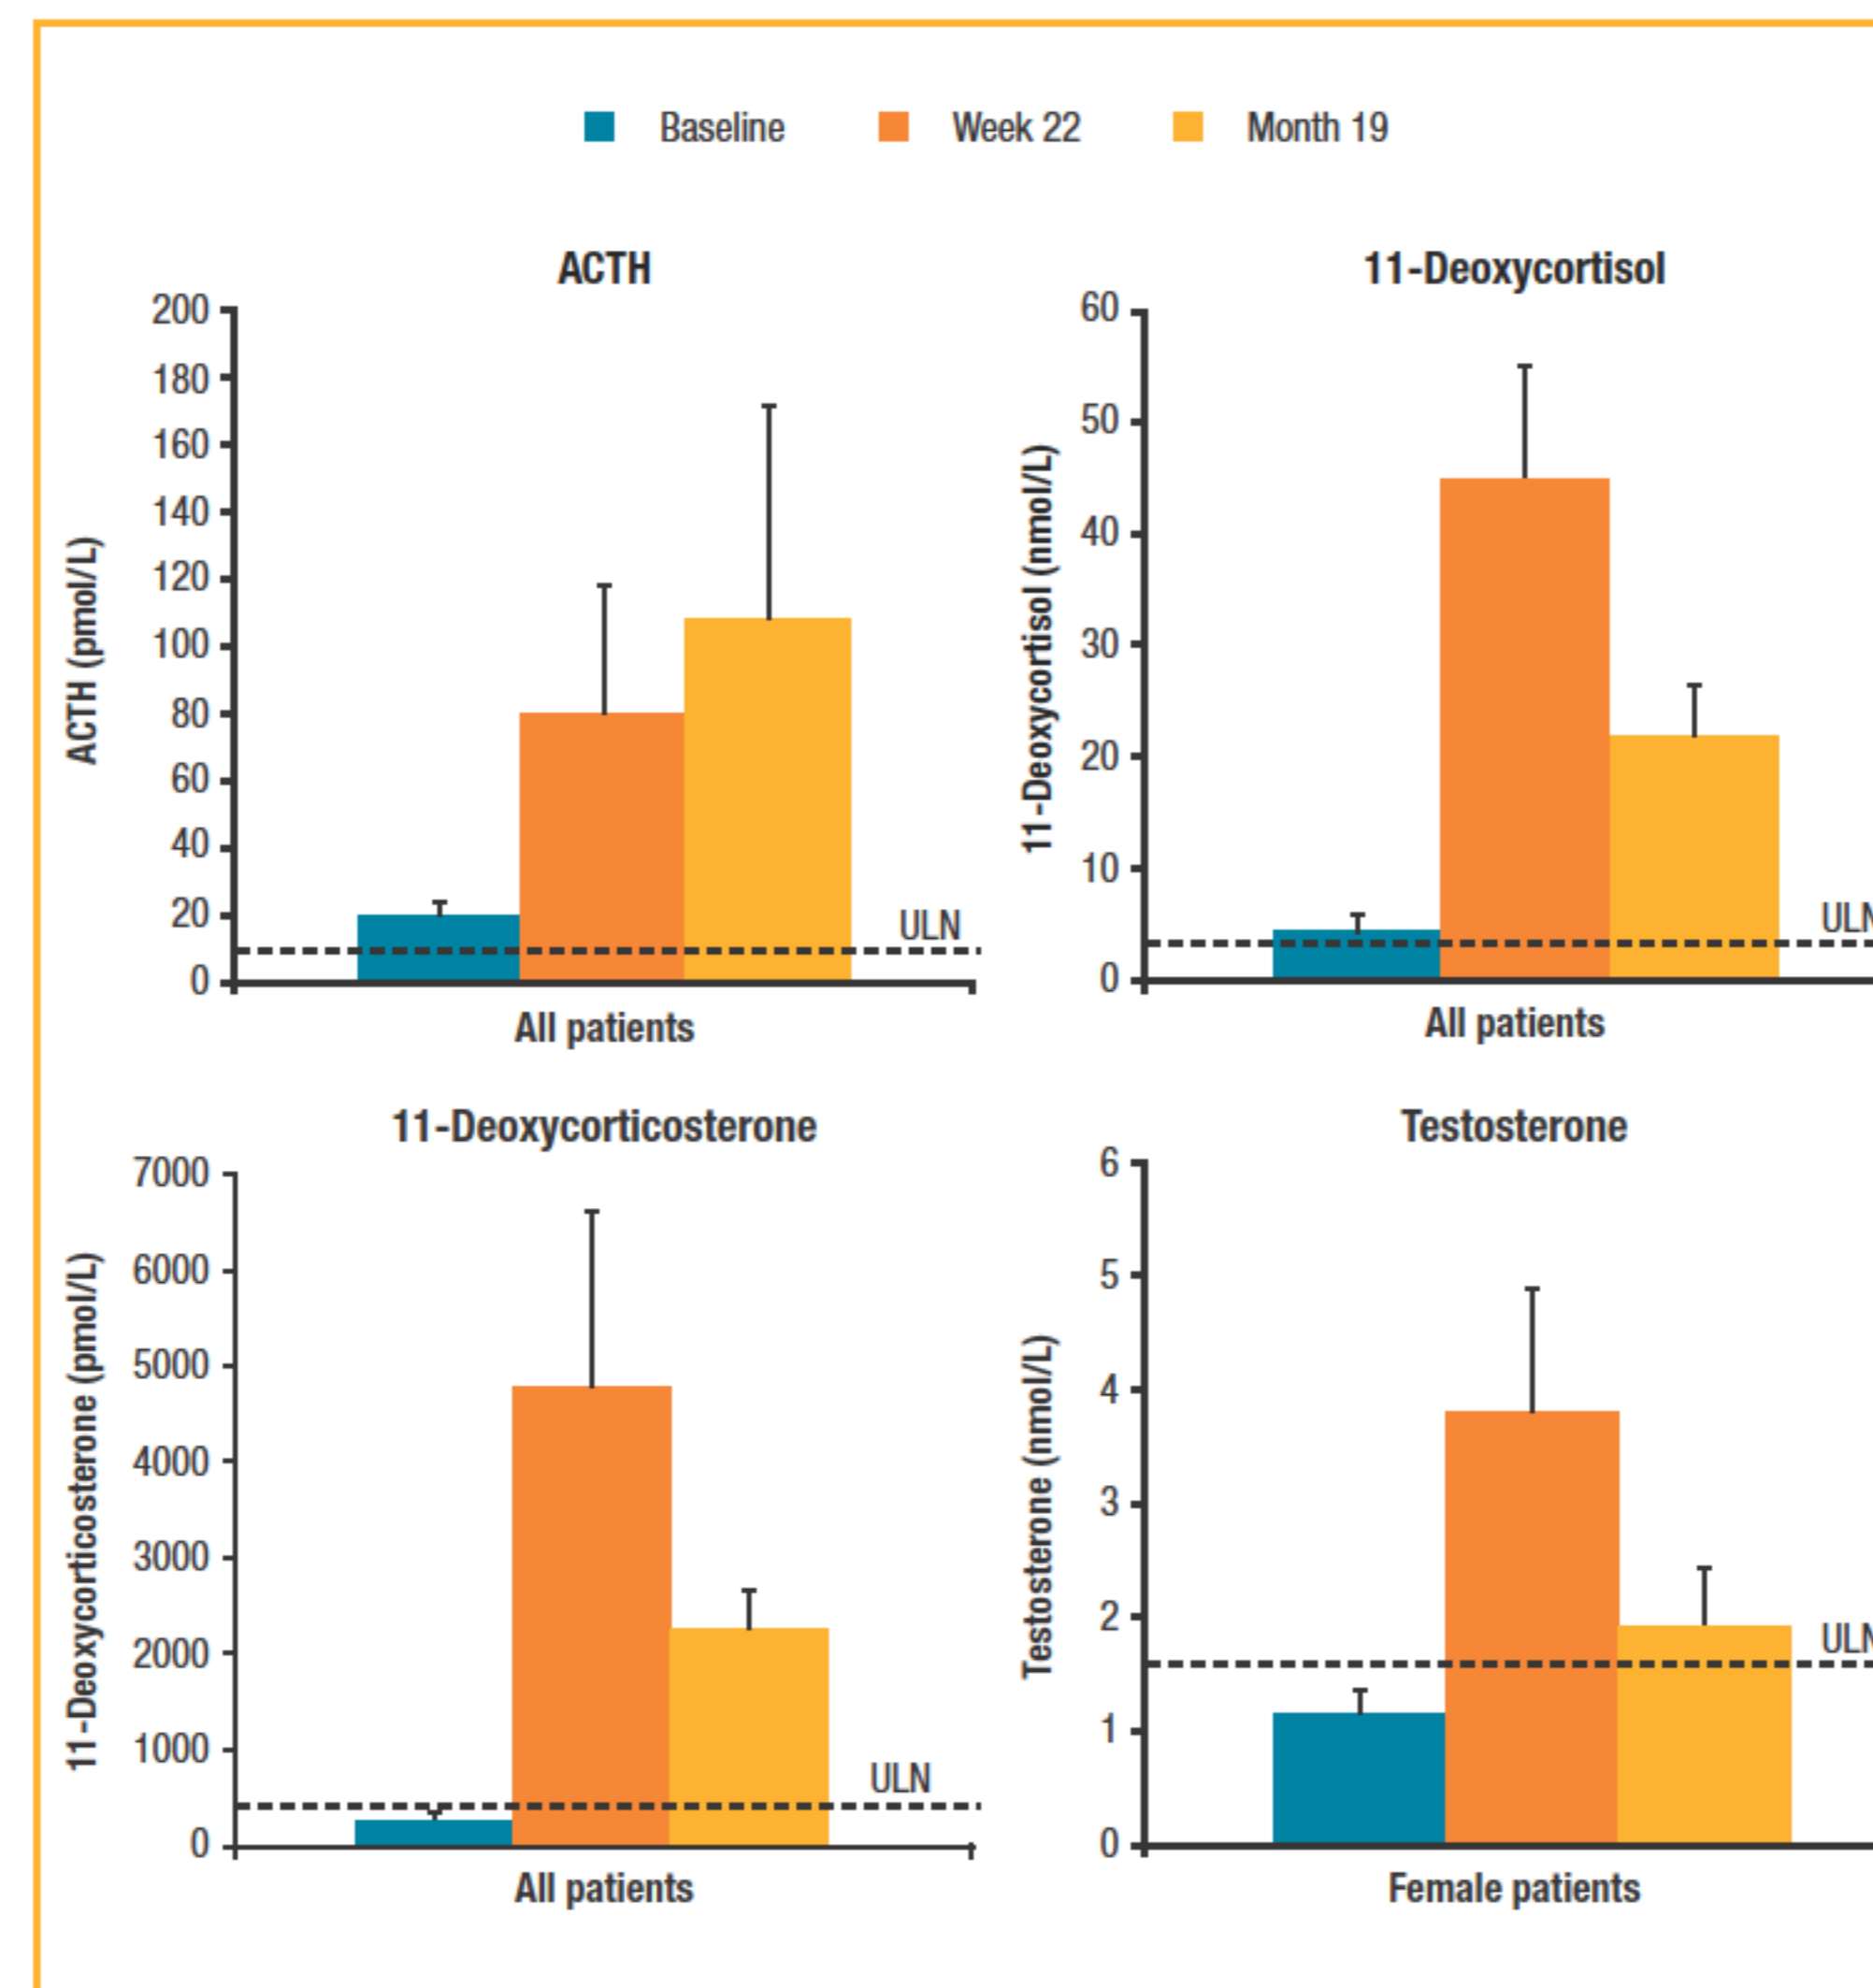 Baseline Week 22 Month 19
ACTH
ACTH (pmol/L)
200
180
160
140
120
100
80
60
40
20
0
ULN
All patients
11-Deoxycortisol
11-Deoxycortisol (nmol/L)
60
50
40
30
20
10
0
ULN
All patients
11-Deoxycorticosterone
11-Deoxycorticosterone (pmol/L)
7000
6000
5000
4000
3000
2000
1000
0
ULN
All patients
Testosterone
Testosterone (nmol/L)
6
5
4
3
2
1
0
ULN
Female patients